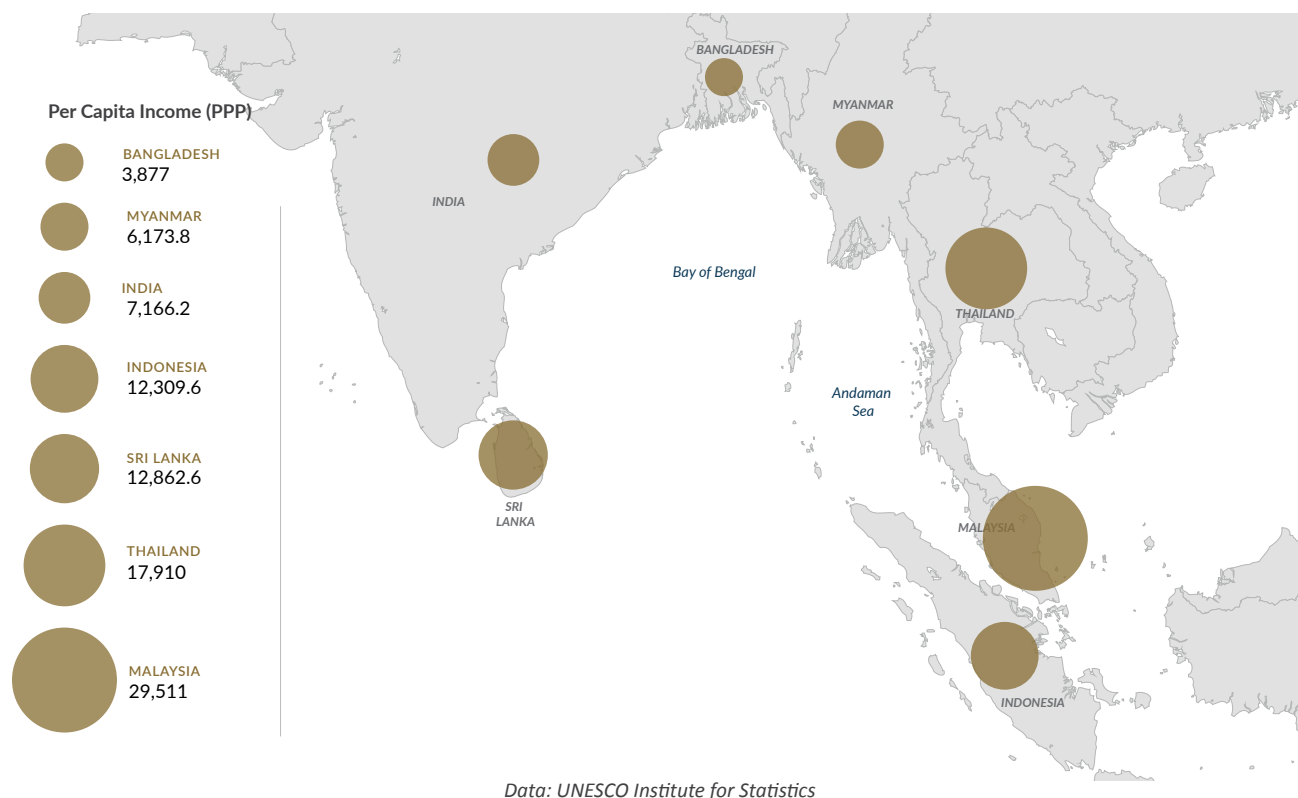 Per Capita Income (PPP)
BANGLADESH
3,877
MYANMAR
6,173.8
INDIA
7,166.2
INDONESIA
12,309.6
SRI LANKA
12,862.6
THAILAND
17,910
MALAYSIA
29,511
BANGLADESH
MYANMAR
INDIA
Bay of Bengal
THAILAND
Andaman
Sea
SRI
LANKA
MALAYSIA
INDONESIA
Data: UNESCO Institute for Statistics